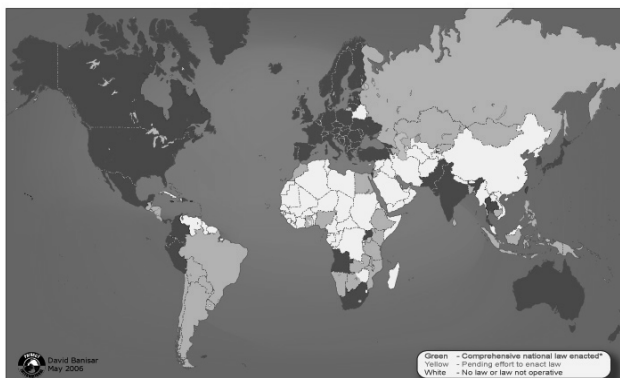 David Banisar
May 2006
Green - Comprehensive national law enacted*
Yellow - Pending effort to enact law
White - No law or law not operative